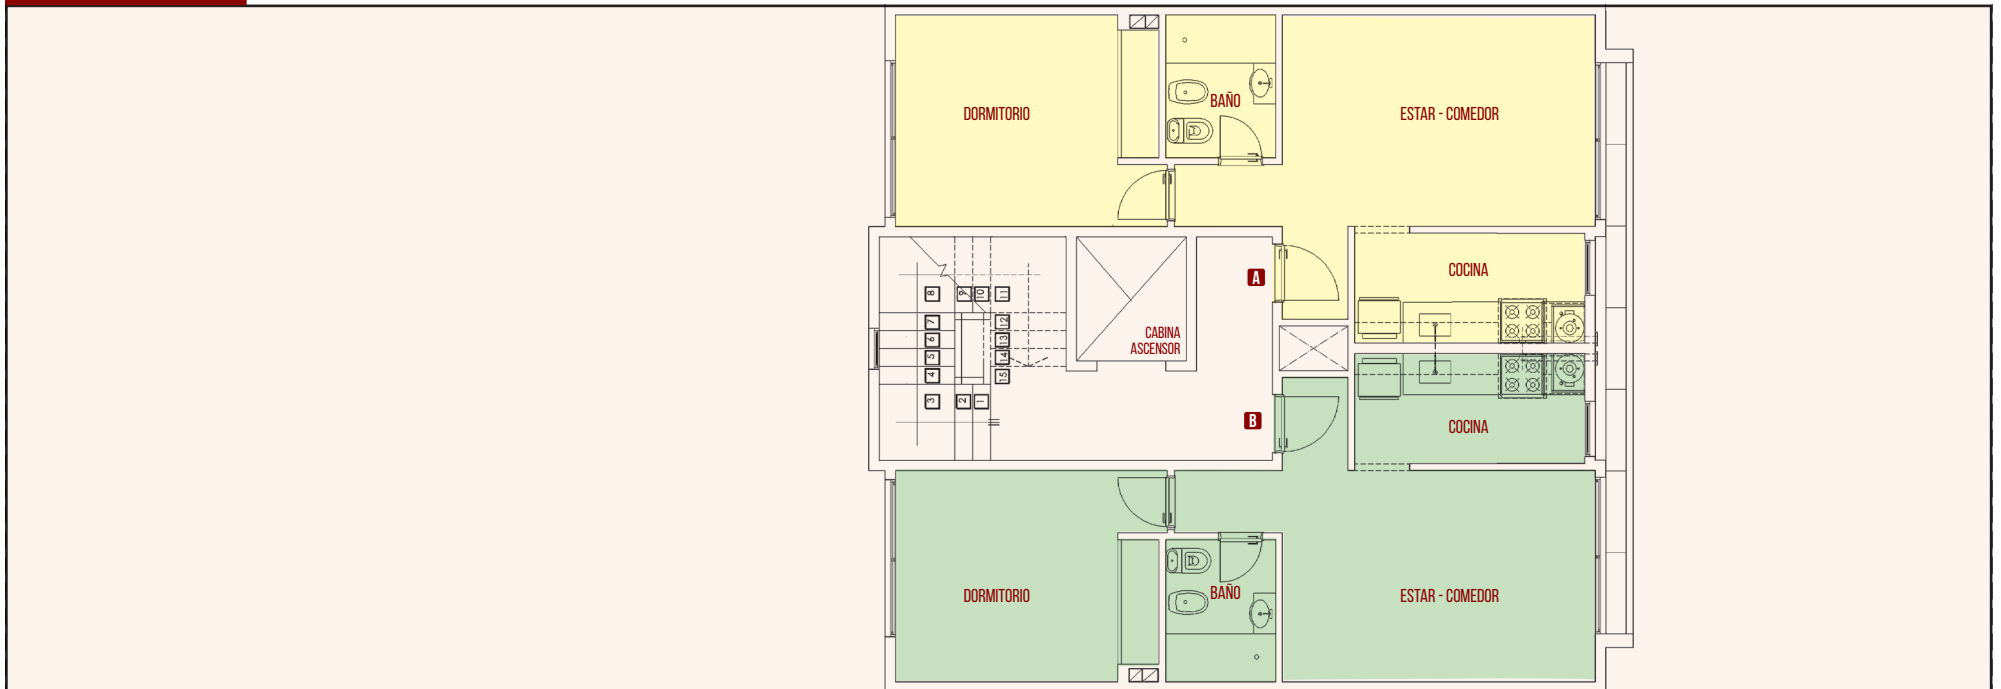 DORMITORIO
BAÑO
ESTAR - COMEDOR
A
COCINA
8
9
10
11
7
12
6
13
5
14
4
15
3
2
1
CABINA
ASCENSOR
B
COCINA
DORMITORIO
BAÑO
ESTAR - COMEDOR